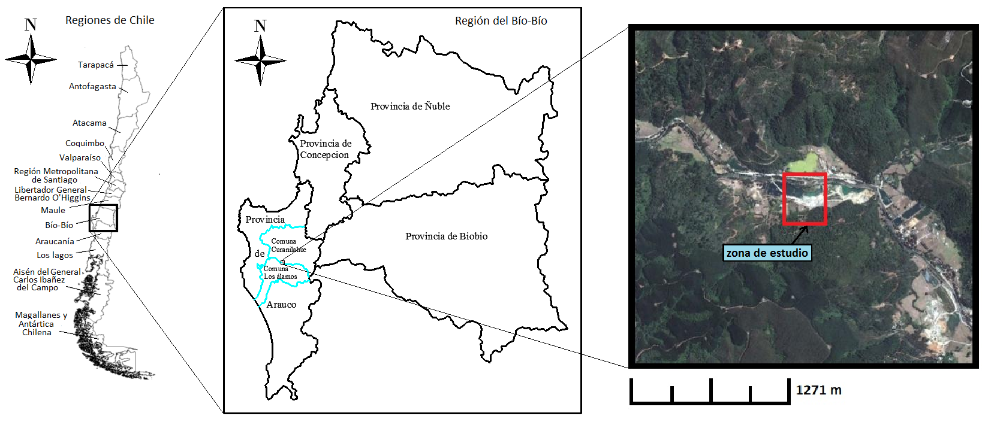 Regiones de Chile
N
Tarapacá
Antofagasta
Atacama
Coquimbo
Valparaíso
Región Metropolitana
de Santiago
Libertador General
Bernardo O'Higgins
Maule
Bío-Bío
Araucanía
Los lagos
Aisén del General
Carlos Ibañez
del Campo
Magallanes y
Antártica
Chilena
Región del Bío-Bío
N
Provincia de Ñuble
Provincia de
Concepcion
Provincia
de
Arauco
Comuna
Curanilahue
Comuna
Los álamos
Provincia de Biobio
zona de estudio
1271 m